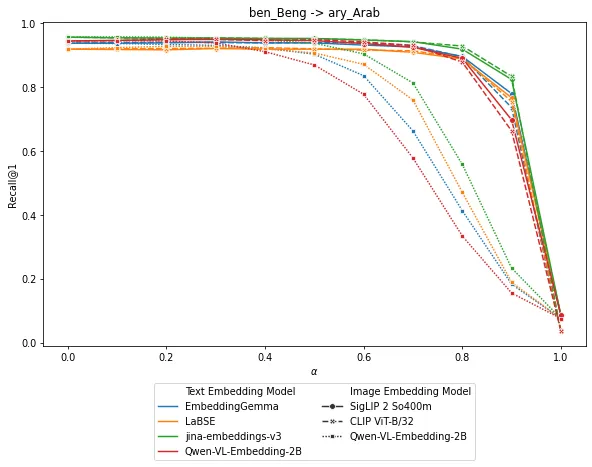 ben_Beng -> ary_Arab
1.0
0.8
0.6
0.4
0.2
0.0
Recall@1
0.0 0.2 0.4 0.6 0.8 1.0
α
Text Embedding Model Image Embedding Model
EmbeddingGemma SigLIP 2 So400m
LaBSE CLIP ViT-B/32
jina-embeddings-v3 Qwen-VL-Embedding-2B
Qwen-VL-Embedding-2B